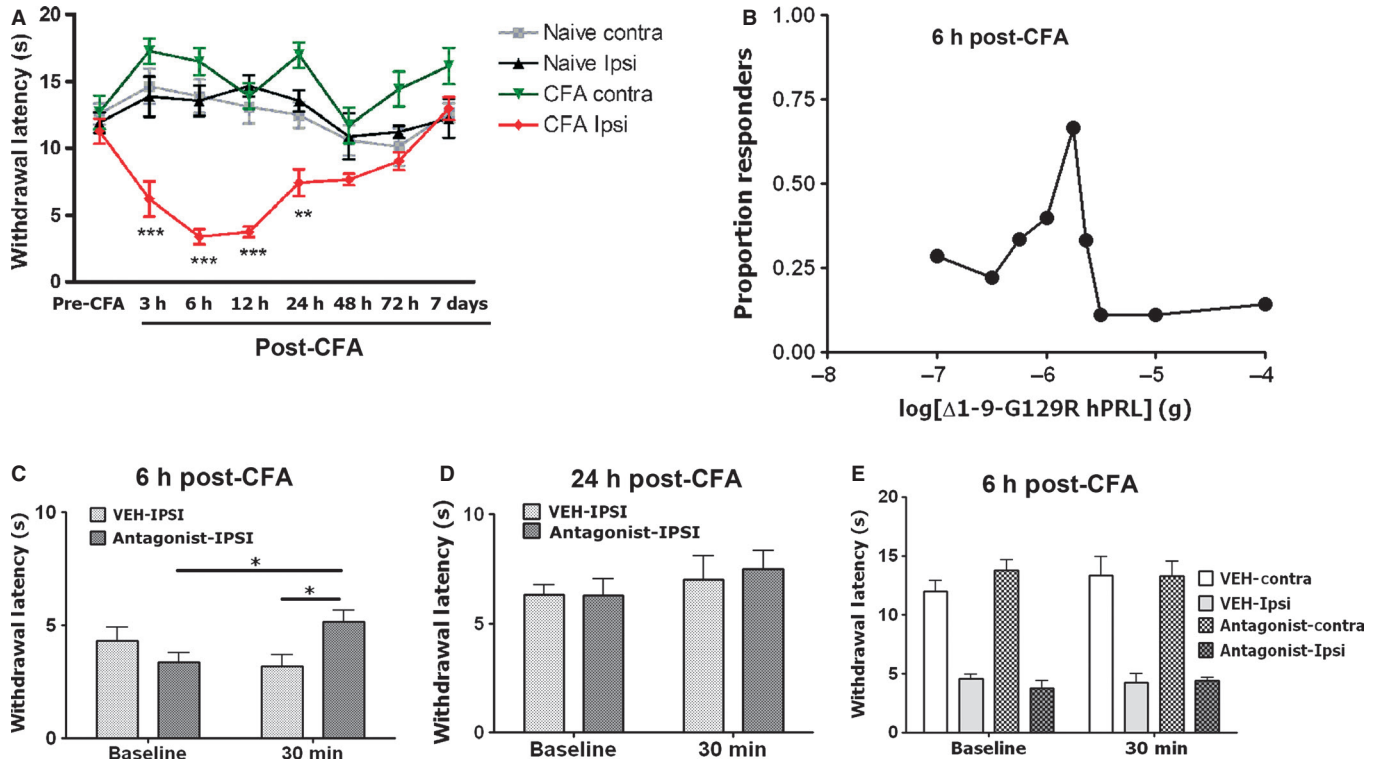 A
Withdrawal latency (s)
20
15
10
5
0
Naive contra
Naive Ipsi
CFA contra
CFA Ipsi
***
***
***
**
Pre-CFA 3 h 6 h 12 h 24 h 48 h 72 h 7 days
Post-CFA
B
6 h post-CFA
Proportion responders
1.00
0.75
0.50
0.25
0.00
–8 –7 –6 –5 –4
log[Δ1-9-G129R hPRL] (g)
C
6 h post-CFA
Withdrawal latency (s)
10
5
0
VEH-IPSI
Antagonist-IPSI
*
*
Baseline 30 min
D
24 h post-CFA
Withdrawal latency (s)
10
5
0
VEH-IPSI
Antagonist-IPSI
Baseline 30 min
E
6 h post-CFA
Withdrawal latency (s)
20
15
10
5
0
VEH-contra
VEH-Ipsi
Antagonist-contra
Antagonist-Ipsi
Baseline 30 min